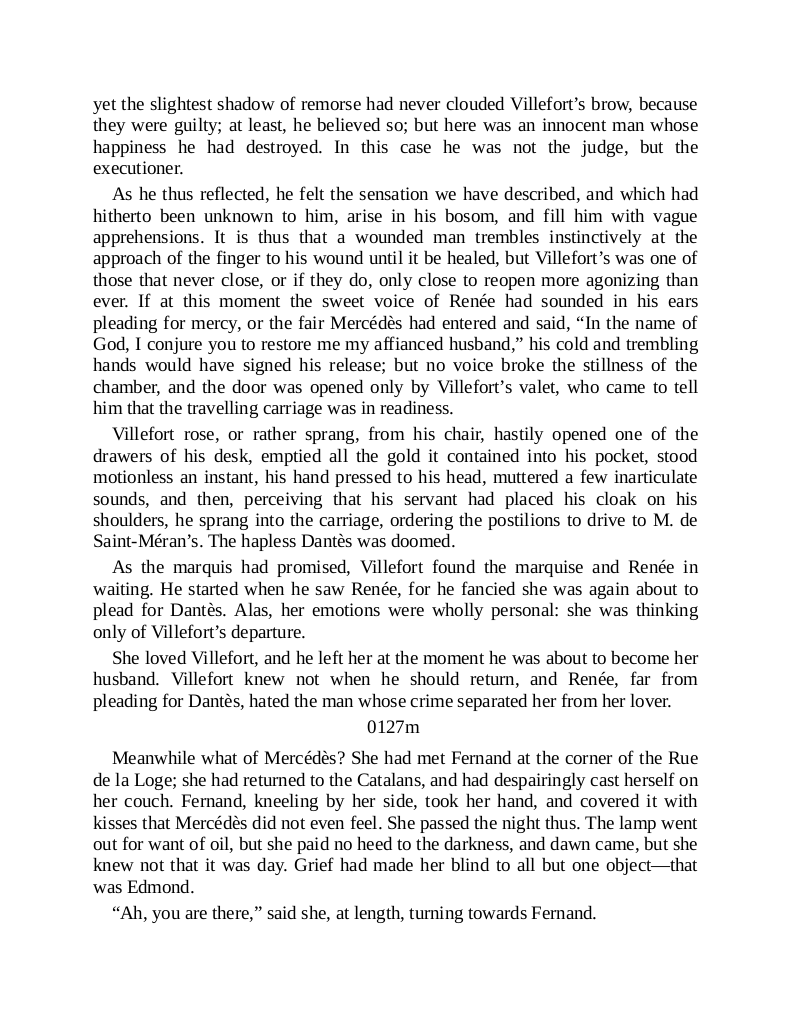 yet the slightest shadow of remorse had never clouded Villefort’s brow, because
they were guilty; at least, he believed so; but here was an innocent man whose
happiness he had destroyed. In this case he was not the judge, but the
executioner.
As he thus reflected, he felt the sensation we have described, and which had
hitherto been unknown to him, arise in his bosom, and fill him with vague
apprehensions. It is thus that a wounded man trembles instinctively at the
approach of the finger to his wound until it be healed, but Villefort’s was one of
those that never close, or if they do, only close to reopen more agonizing than
ever. If at this moment the sweet voice of Renée had sounded in his ears
pleading for mercy, or the fair Mercédès had entered and said, “In the name of
God, I conjure you to restore me my affianced husband,” his cold and trembling
hands would have signed his release; but no voice broke the stillness of the
chamber, and the door was opened only by Villefort’s valet, who came to tell
him that the travelling carriage was in readiness.
Villefort rose, or rather sprang, from his chair, hastily opened one of the
drawers of his desk, emptied all the gold it contained into his pocket, stood
motionless an instant, his hand pressed to his head, muttered a few inarticulate
sounds, and then, perceiving that his servant had placed his cloak on his
shoulders, he sprang into the carriage, ordering the postilions to drive to M. de
Saint-Méran’s. The hapless Dantès was doomed.
As the marquis had promised, Villefort found the marquise and Renée in
waiting. He started when he saw Renée, for he fancied she was again about to
plead for Dantès. Alas, her emotions were wholly personal: she was thinking
only of Villefort’s departure.
She loved Villefort, and he left her at the moment he was about to become her
husband. Villefort knew not when he should return, and Renée, far from
pleading for Dantès, hated the man whose crime separated her from her lover.
0127m
Meanwhile what of Mercédès? She had met Fernand at the corner of the Rue
de la Loge; she had returned to the Catalans, and had despairingly cast herself on
her couch. Fernand, kneeling by her side, took her hand, and covered it with
kisses that Mercédès did not even feel. She passed the night thus. The lamp went
out for want of oil, but she paid no heed to the darkness, and dawn came, but she
knew not that it was day. Grief had made her blind to all but one object—that
was Edmond.
“Ah, you are there,” said she, at length, turning towards Fernand.